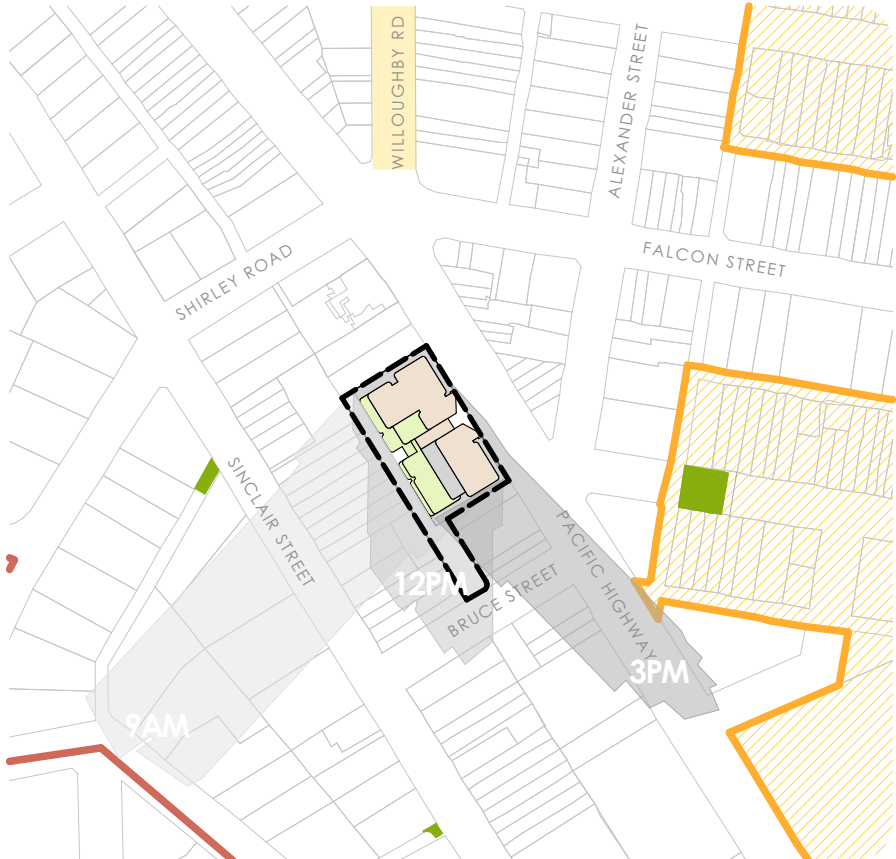 WILLOUGHBY RD
ALEXANDER STREET
FALCON STREET
SHIRLEY ROAD
SINCLAIR STREET
PACIFIC HIGHWAY
12PM
BRUCE STREET
3PM
9AM